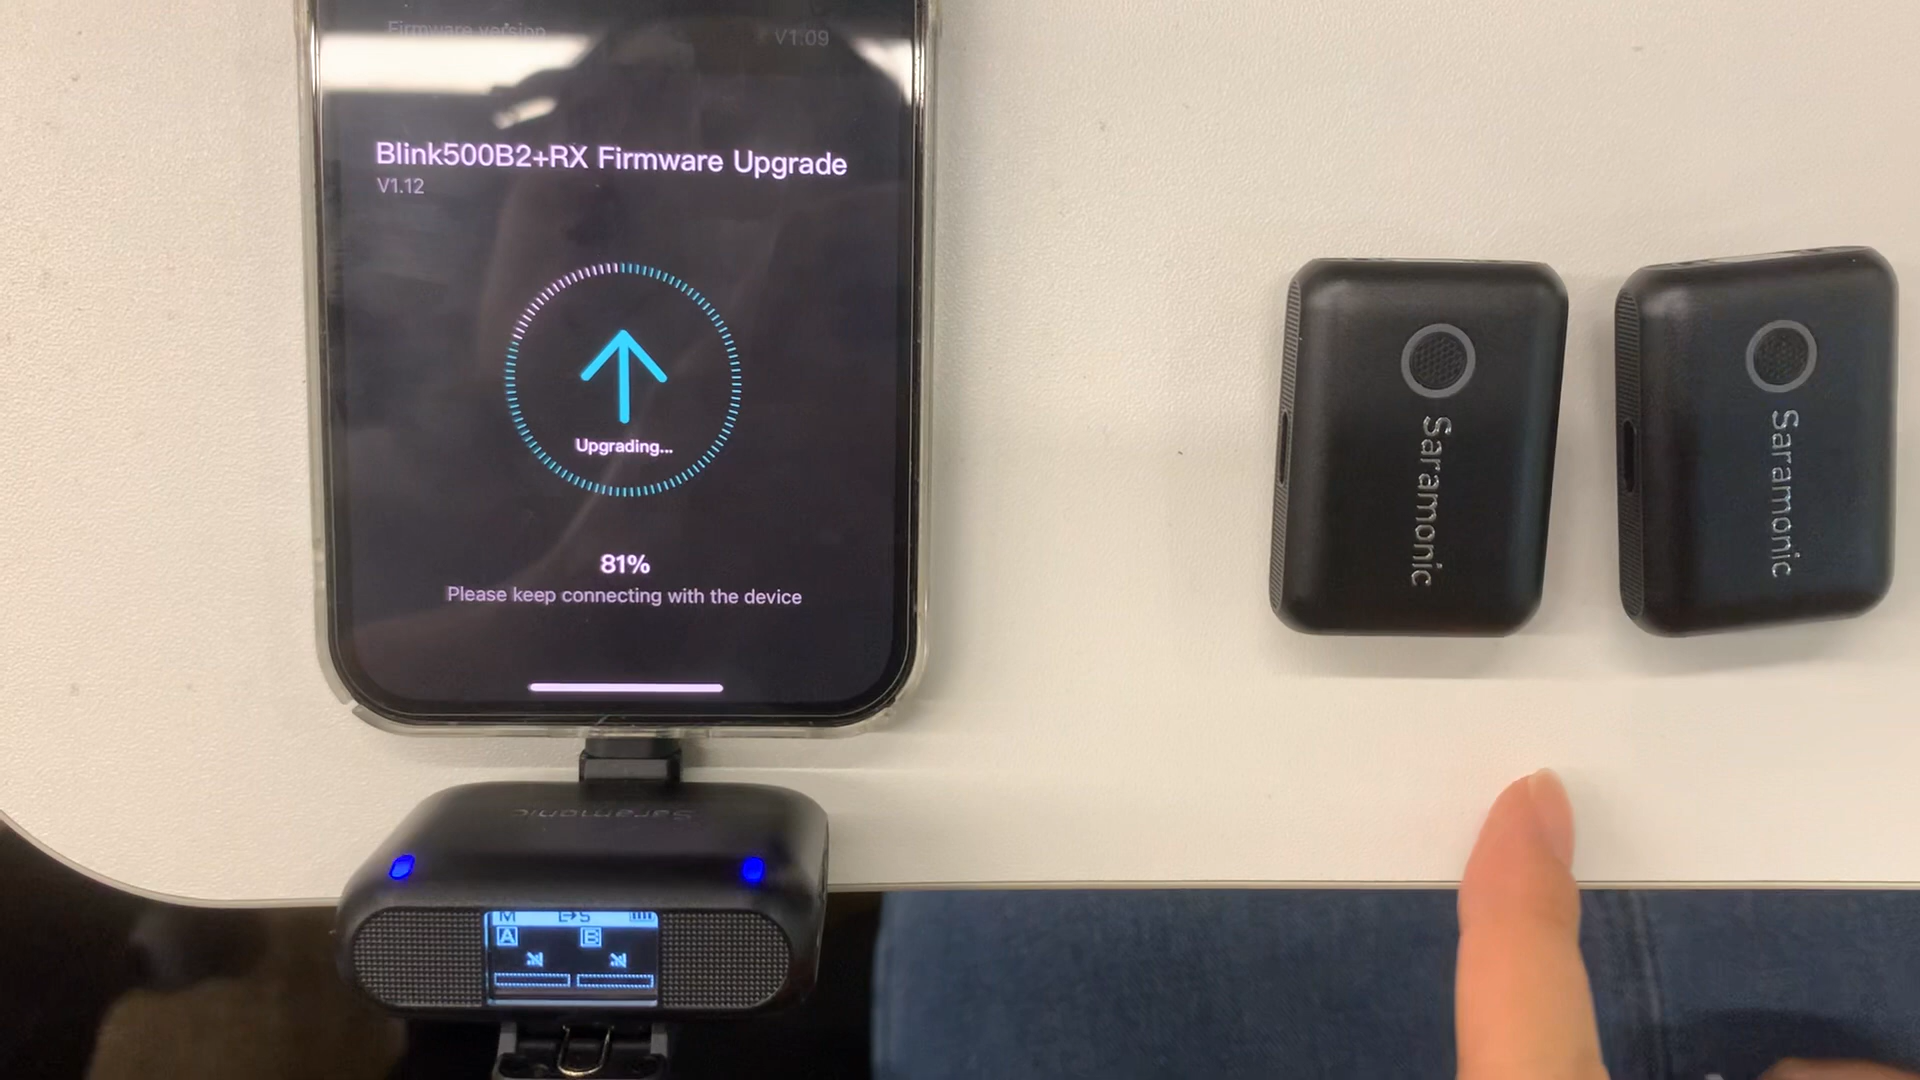 Firmware version V1.09
Blink500B2+RX Firmware Upgrade
V1.12
Upgrading...
81%
Please keep connecting with the device
Saramonic
Saramonic
Saramonic
M S
A B